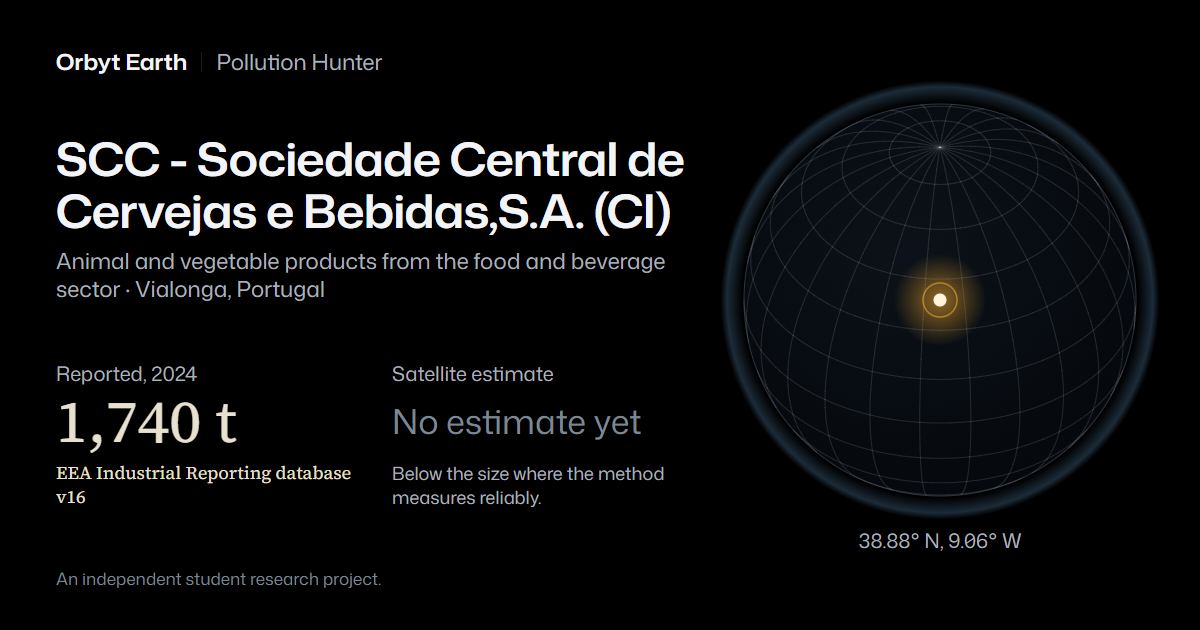 Orbyt Earth | Pollution Hunter
SCC - Sociedade Central de
Cervejas e Bebidas,S.A. (CI)
Animal and vegetable products from the food and beverage
sector · Vialonga, Portugal
Reported, 2024
1,740 t
EEA Industrial Reporting database
v16
Satellite estimate
No estimate yet
Below the size where the method
measures reliably.
38.88° N, 9.06° W
An independent student research project.